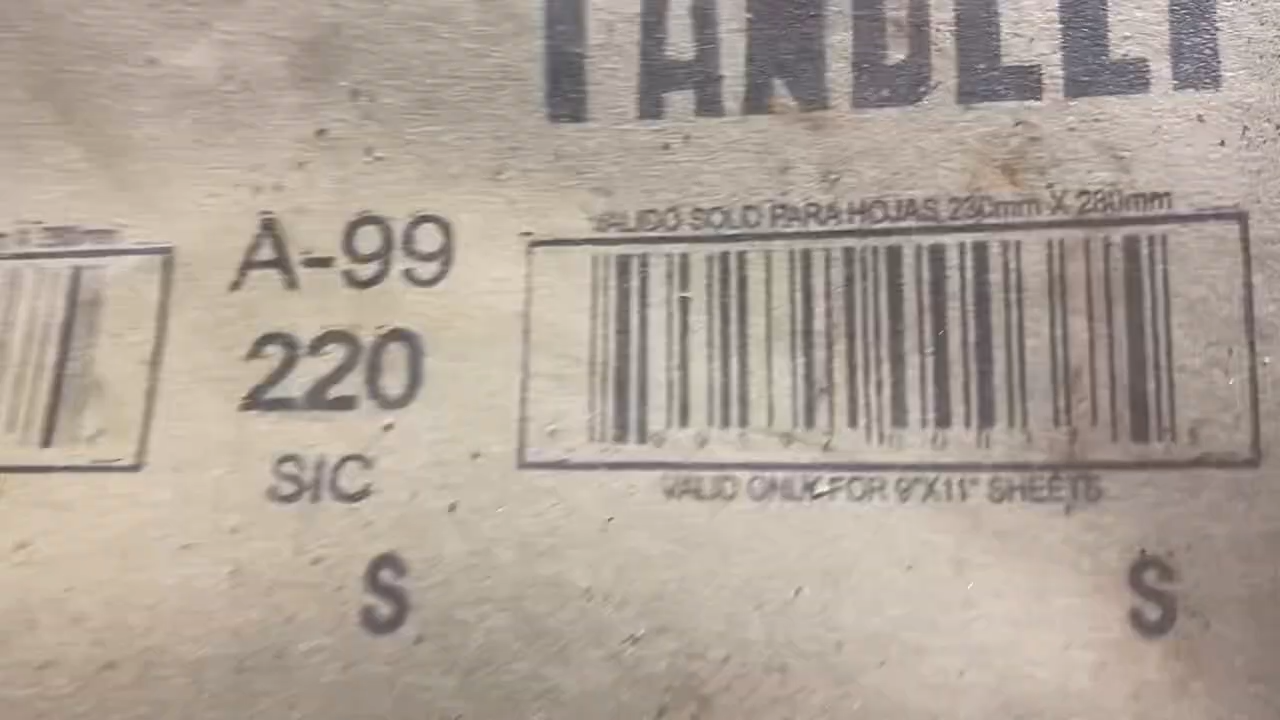 A-99
VALIDO SOLO PARA HOJAS 230mm X 280mm
220
SIC
VALID ONLY FOR 9"X11" SHEETS
S
S